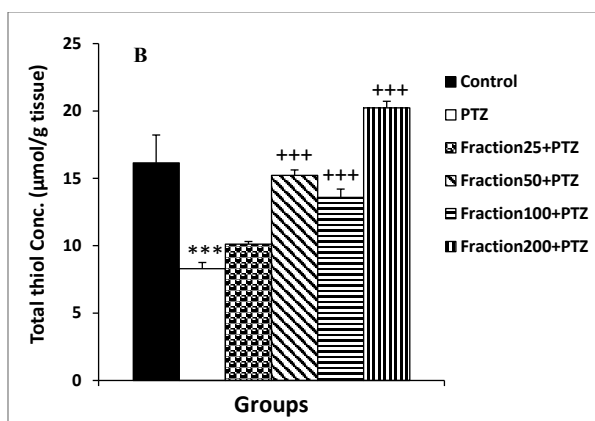 B
Total thiol Conc. (µmol/g tissue)
25
20
15
10
5
0
***
+++
+++
+++
Groups
Control
PTZ
Fraction25+PTZ
Fraction50+PTZ
Fraction100+PTZ
Fraction200+PTZ